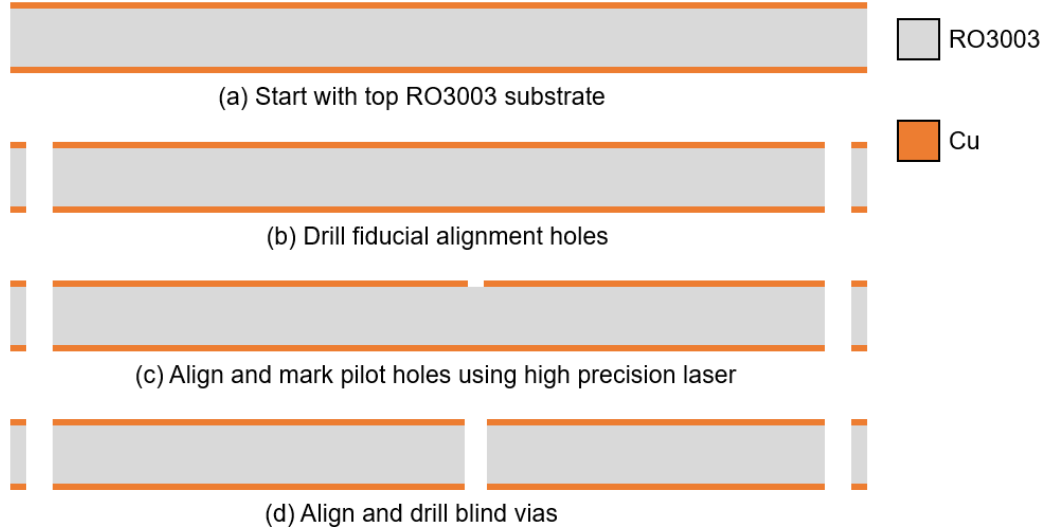 RO3003
(a) Start with top RO3003 substrate
Cu
(b) Drill fiducial alignment holes
(c) Align and mark pilot holes using high precision laser
(d) Align and drill blind vias